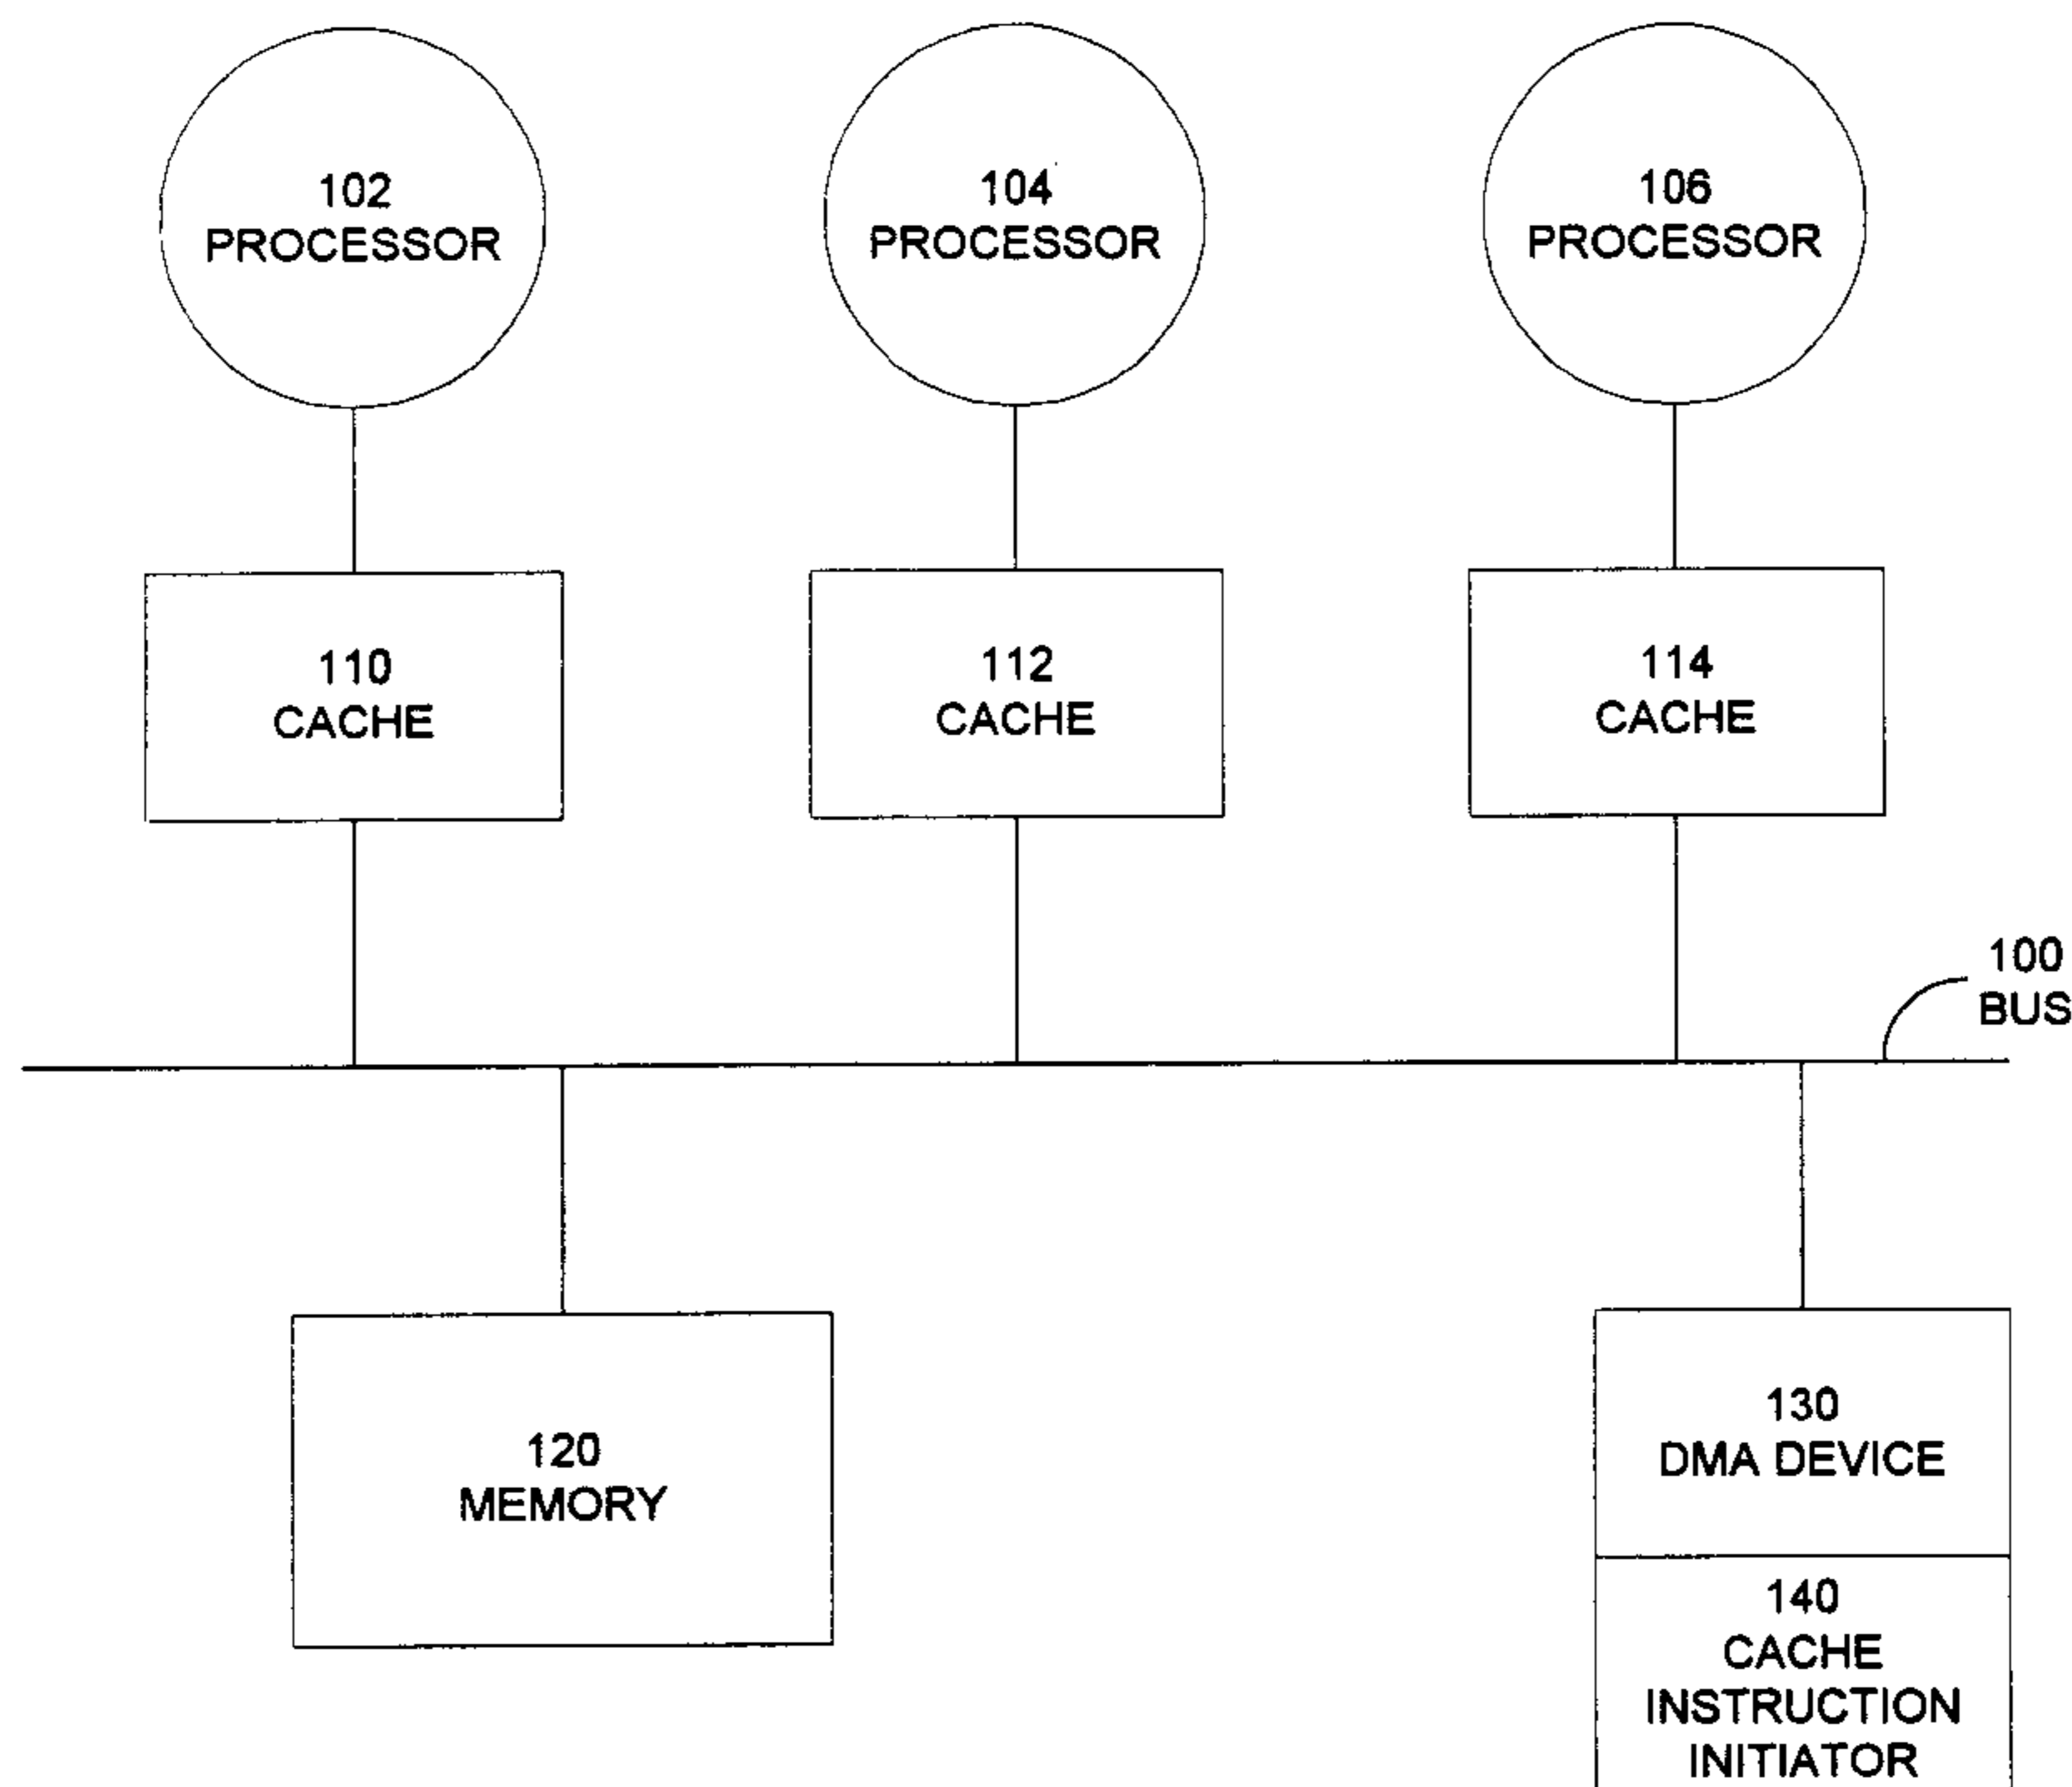 102
PROCESSOR
104
PROCESSOR
106
PROCESSOR
110
CACHE
112
CACHE
114
CACHE
100
BUS
120
MEMORY
130
DMA DEVICE
140
CACHE
INSTRUCTION
INITIATOR